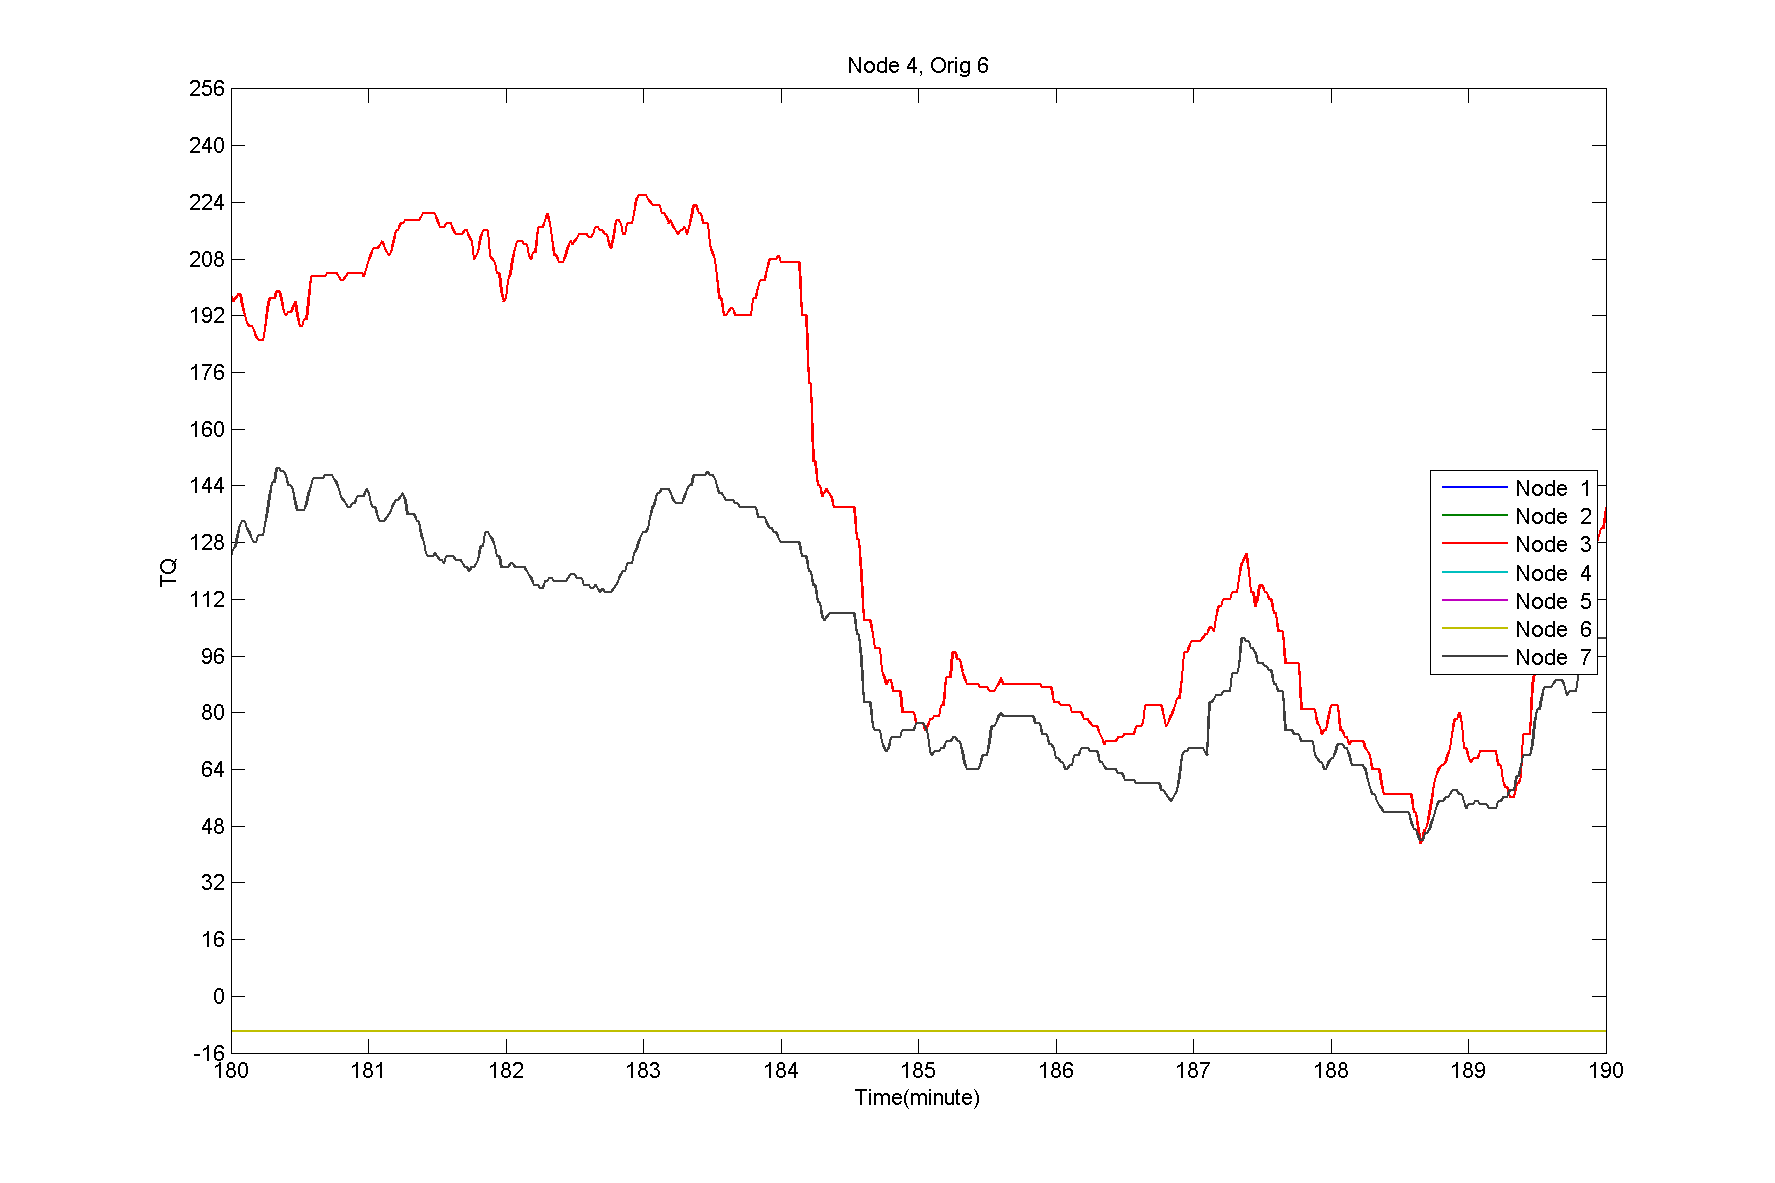 Node 4, Orig 6
256
240
224
208
192
176
160
144
128
112
96
80
64
48
32
16
0
-16
TQ
Node 1
Node 2
Node 3
Node 4
Node 5
Node 6
Node 7
180 181 182 183 184 185 186 187 188 189 190
Time(minute)